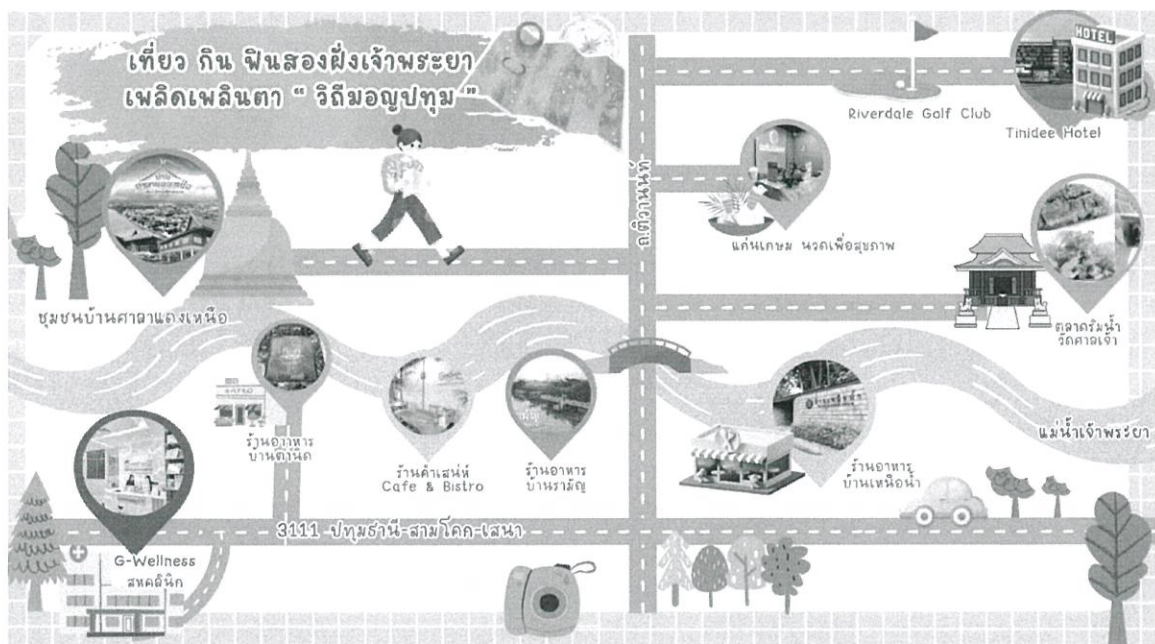 เที่ยว กิน ฟินสองฝั่งเจ้าพระยา
เพลิดเพลินตา “ วิถีมอญปทุม ”
HOTEL
Riverdale Golf Club
Tinidee Hotel
ถ.ติวานนท์
แก่นเกษม นวดเพื่อสุขภาพ
ชุมชนบ้านศาลาแดงเหนือ
ตลาดริมน้ำ
วัดศาลเจ้า
แม่น้ำเจ้าพระยา
ร้านอาหาร
บ้านตานิด
ร้านค้าเสน่ห์
Cafe & Bistro
ร้านอาหาร
บ้านรามัญ
ร้านอาหาร
บ้านเหนือน้ำ
3111 ปทุมธานี-สามโคก-เสนา
G-Wellness
สหคลินิก